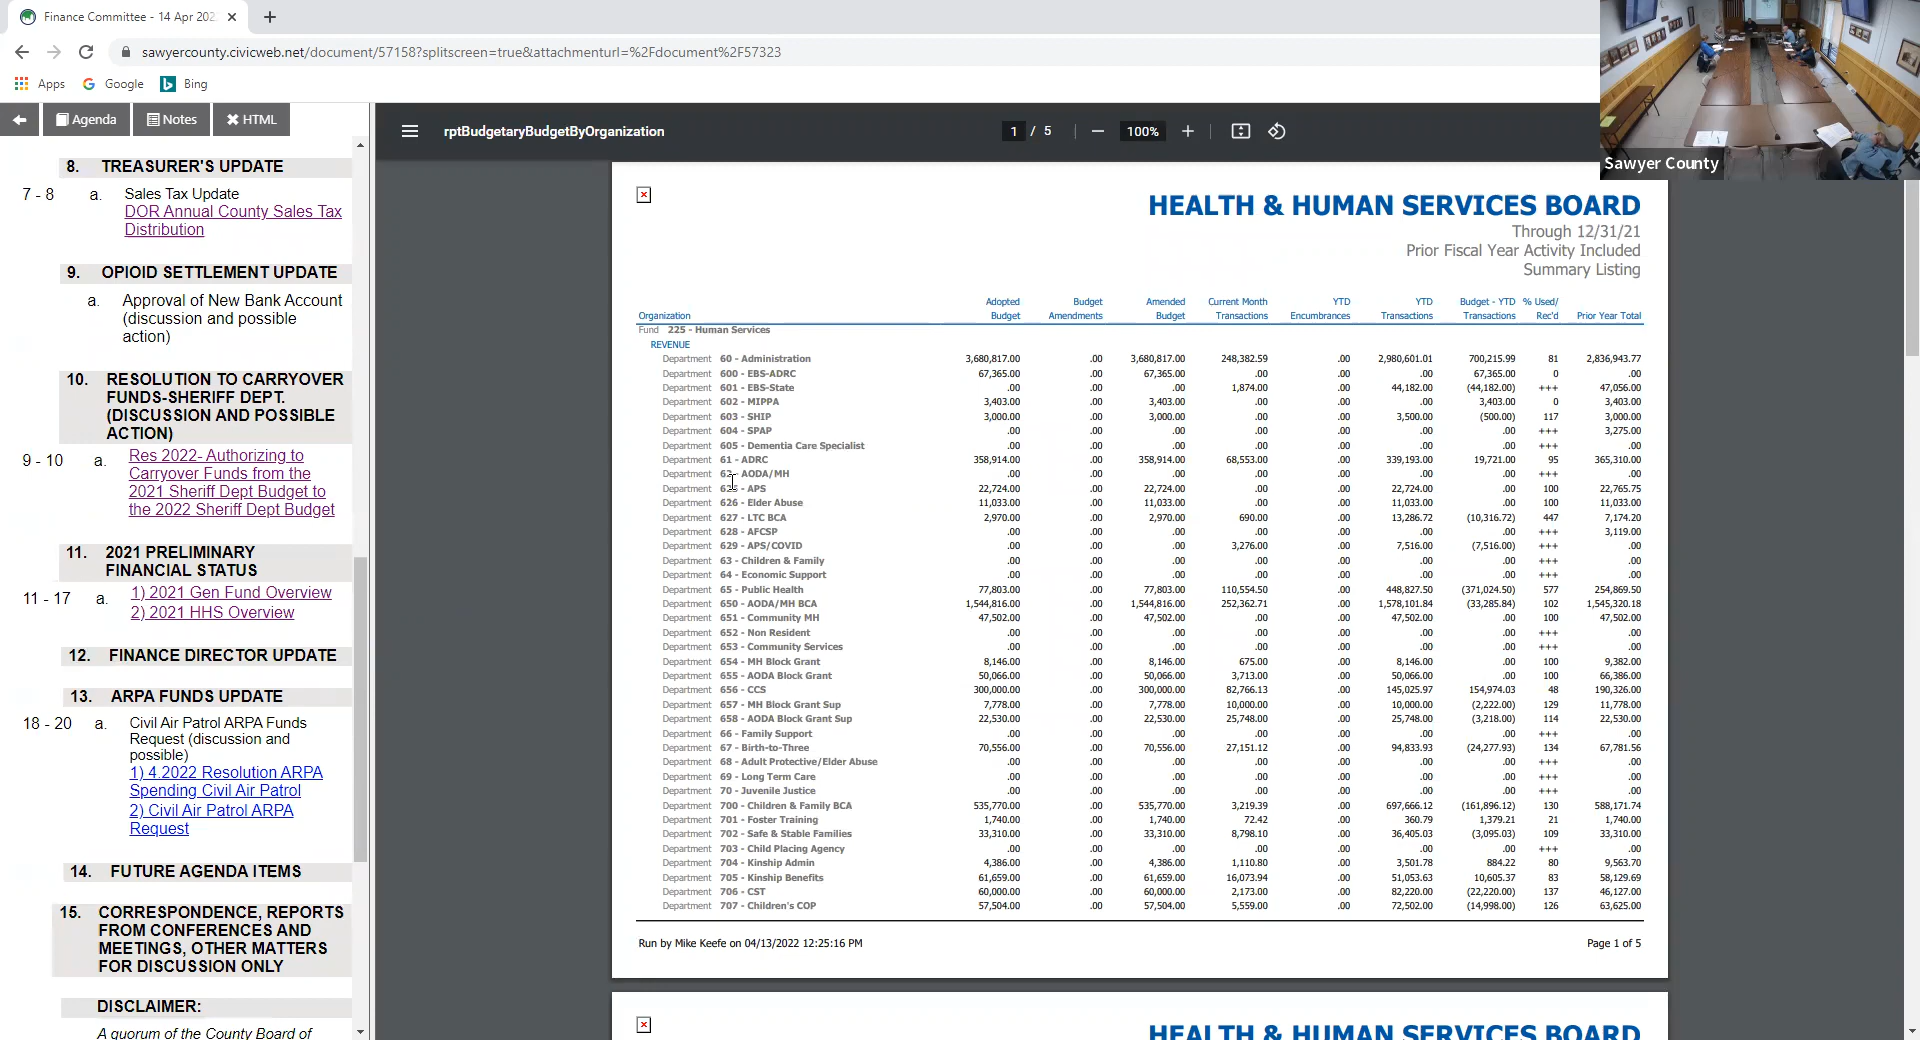 Finance Committee - 14 Apr 202
sawyercounty.civicweb.net/document/57158?splitscreen=true&attachmenturl=%2Fdocument%2F57323
Apps Google Bing
Agenda Notes HTML
rptBudgetaryBudgetByOrganization 1 / 5 100%
Sawyer County
8. TREASURER'S UPDATE
7 - 8 a. Sales Tax Update
DOR Annual County Sales Tax
Distribution
9. OPIOID SETTLEMENT UPDATE
a. Approval of New Bank Account
(discussion and possible
action)
10. RESOLUTION TO CARRYOVER
FUNDS-SHERIFF DEPT.
(DISCUSSION AND POSSIBLE
ACTION)
9 - 10 a. Res 2022- Authorizing to
Carryover Funds from the
2021 Sheriff Dept Budget to
the 2022 Sheriff Dept Budget
11. 2021 PRELIMINARY
FINANCIAL STATUS
11 - 17 a. 1) 2021 Gen Fund Overview
2) 2021 HHS Overview
12. FINANCE DIRECTOR UPDATE
13. ARPA FUNDS UPDATE
18 - 20 a. Civil Air Patrol ARPA Funds
Request (discussion and
possible)
1) 4.2022 Resolution ARPA
Spending Civil Air Patrol
2) Civil Air Patrol ARPA
Request
14. FUTURE AGENDA ITEMS
15. CORRESPONDENCE, REPORTS
FROM CONFERENCES AND
MEETINGS, OTHER MATTERS
FOR DISCUSSION ONLY
DISCLAIMER:
A quorum of the County Board of
HEALTH & HUMAN SERVICES BOARD
Through 12/31/21
Prior Fiscal Year Activity Included
Summary Listing
Adopted Budget Amended Current Month YTD YTD Budget - YTD % Used/
Organization Budget Amendments Budget Transactions Encumbrances Transactions Transactions Rec'd Prior Year Total
Fund 225 - Human Services
REVENUE
Department 60 - Administration 3,680,817.00 .00 3,680,817.00 248,382.59 .00 2,980,601.01 700,215.99 81 2,836,943.77
Department 600 - EBS-ADRC 67,365.00 .00 67,365.00 .00 .00 .00 67,365.00 0 .00
Department 601 - EBS-State .00 .00 .00 1,874.00 .00 44,182.00 (44,182.00) +++ 47,056.00
Department 602 - MIPPA 3,403.00 .00 3,403.00 .00 .00 .00 3,403.00 0 3,403.00
Department 603 - SHIP 3,000.00 .00 3,000.00 .00 .00 3,500.00 (500.00) 117 3,000.00
Department 604 - SPAP .00 .00 .00 .00 .00 .00 .00 +++ 3,275.00
Department 605 - Dementia Care Specialist .00 .00 .00 .00 .00 .00 .00 +++ .00
Department 61 - ADRC 358,914.00 .00 358,914.00 68,553.00 .00 339,193.00 19,721.00 95 365,310.00
Department 62 - AODA/MH .00 .00 .00 .00 .00 .00 .00 +++ .00
Department - APS 22,724.00 .00 22,724.00 .00 .00 22,724.00 .00 100 22,765.75
Department 626 - Elder Abuse 11,033.00 .00 11,033.00 .00 .00 11,033.00 .00 100 11,033.00
Department 627 - LTC BCA 2,970.00 .00 2,970.00 690.00 .00 13,286.72 (10,316.72) 447 7,174.20
Department 628 - AFCSP .00 .00 .00 .00 .00 .00 .00 +++ 3,119.00
Department 629 - APS/COVID .00 .00 .00 3,276.00 .00 7,516.00 (7,516.00) +++ .00
Department 63 - Children & Family .00 .00 .00 .00 .00 .00 .00 +++ .00
Department 64 - Economic Support .00 .00 .00 .00 .00 .00 .00 +++ .00
Department 65 - Public Health 77,803.00 .00 77,803.00 110,554.50 .00 448,827.50 (371,024.50) 577 254,869.50
Department 650 - AODA/MH BCA 1,544,816.00 .00 1,544,816.00 252,362.71 .00 1,578,101.84 (33,285.84) 102 1,545,320.18
Department 651 - Community MH 47,502.00 .00 47,502.00 .00 .00 47,502.00 .00 100 47,502.00
Department 652 - Non Resident .00 .00 .00 .00 .00 .00 .00 +++ .00
Department 653 - Community Services .00 .00 .00 .00 .00 .00 .00 +++ .00
Department 654 - MH Block Grant 8,146.00 .00 8,146.00 675.00 .00 8,146.00 .00 100 9,382.00
Department 655 - AODA Block Grant 50,066.00 .00 50,066.00 3,713.00 .00 50,066.00 .00 100 66,386.00
Department 656 - CCS 300,000.00 .00 300,000.00 82,766.13 .00 145,025.97 154,974.03 48 190,326.00
Department 657 - MH Block Grant Sup 7,778.00 .00 7,778.00 10,000.00 .00 10,000.00 (2,222.00) 129 11,778.00
Department 658 - AODA Block Grant Sup 22,530.00 .00 22,530.00 25,748.00 .00 25,748.00 (3,218.00) 114 22,530.00
Department 66 - Family Support .00 .00 .00 .00 .00 .00 .00 +++ .00
Department 67 - Birth-to-Three 70,556.00 .00 70,556.00 27,151.12 .00 94,833.93 (24,277.93) 134 67,781.56
Department 68 - Adult Protective/Elder Abuse .00 .00 .00 .00 .00 .00 .00 +++ .00
Department 69 - Long Term Care .00 .00 .00 .00 .00 .00 .00 +++ .00
Department 70 - Juvenile Justice .00 .00 .00 .00 .00 .00 .00 +++ .00
Department 700 - Children & Family BCA 535,770.00 .00 535,770.00 3,219.39 .00 697,666.12 (161,896.12) 130 588,171.74
Department 701 - Foster Training 1,740.00 .00 1,740.00 72.42 .00 360.79 1,379.21 21 1,740.00
Department 702 - Safe & Stable Families 33,310.00 .00 33,310.00 8,798.10 .00 36,405.03 (3,095.03) 109 33,310.00
Department 703 - Child Placing Agency .00 .00 .00 .00 .00 .00 .00 +++ .00
Department 704 - Kinship Admin 4,386.00 .00 4,386.00 1,110.80 .00 3,501.78 884.22 80 9,563.70
Department 705 - Kinship Benefits 61,659.00 .00 61,659.00 16,073.94 .00 51,053.63 10,605.37 83 58,129.69
Department 706 - CST 60,000.00 .00 60,000.00 2,173.00 .00 82,220.00 (22,220.00) 137 46,127.00
Department 707 - Children's COP 57,504.00 .00 57,504.00 5,559.00 .00 72,502.00 (14,998.00) 126 63,625.00
Run by Mike Keefe on 04/13/2022 12:25:16 PM Page 1 of 5
HEALTH & HUMAN SERVICES BOARD